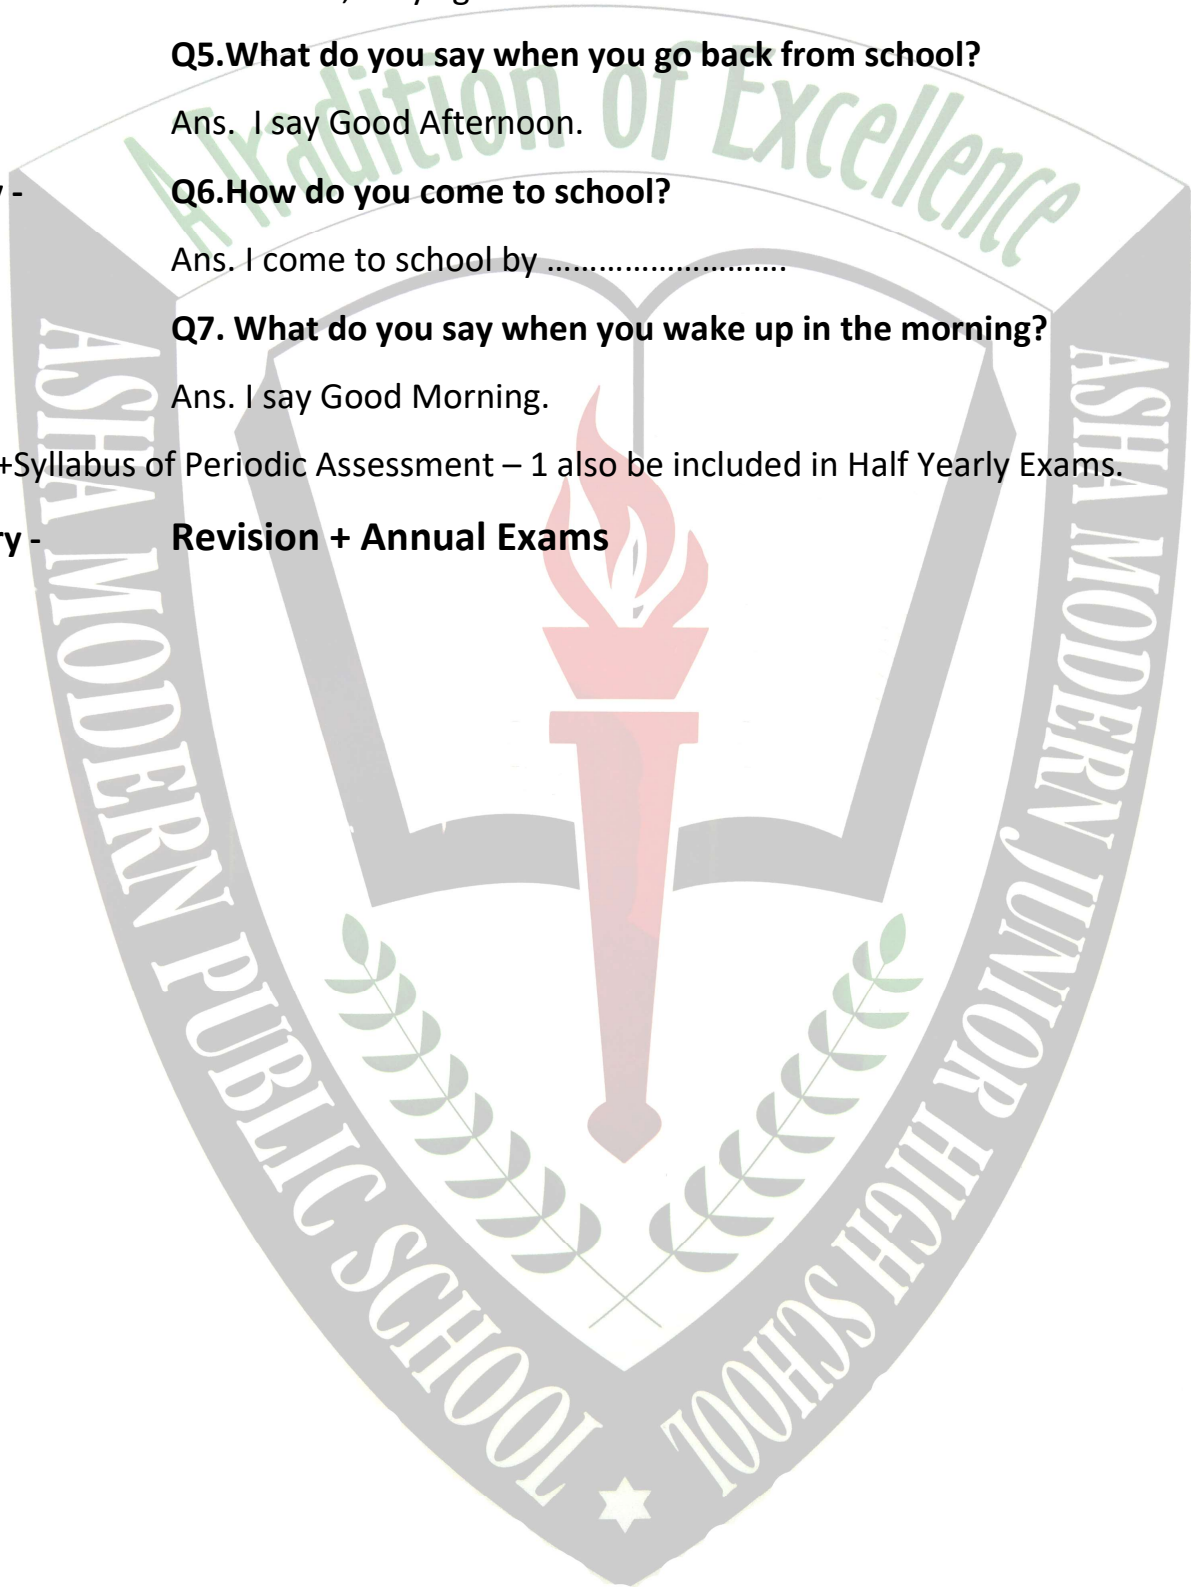 Q5.What do you say when you go back from school?
Ans. I say Good Afternoon.
Q6.How do you come to school?
Ans. I come to school by ................................
Q7. What do you say when you wake up in the morning?
Ans. I say Good Morning.
+Syllabus of Periodic Assessment – 1 also be included in Half Yearly Exams.
Revision + Annual Exams
A Tradition of Excellence
ASHA MODERN PUBLIC SCHOOL
ASHA MODERN JUNIOR HIGH SCHOOL